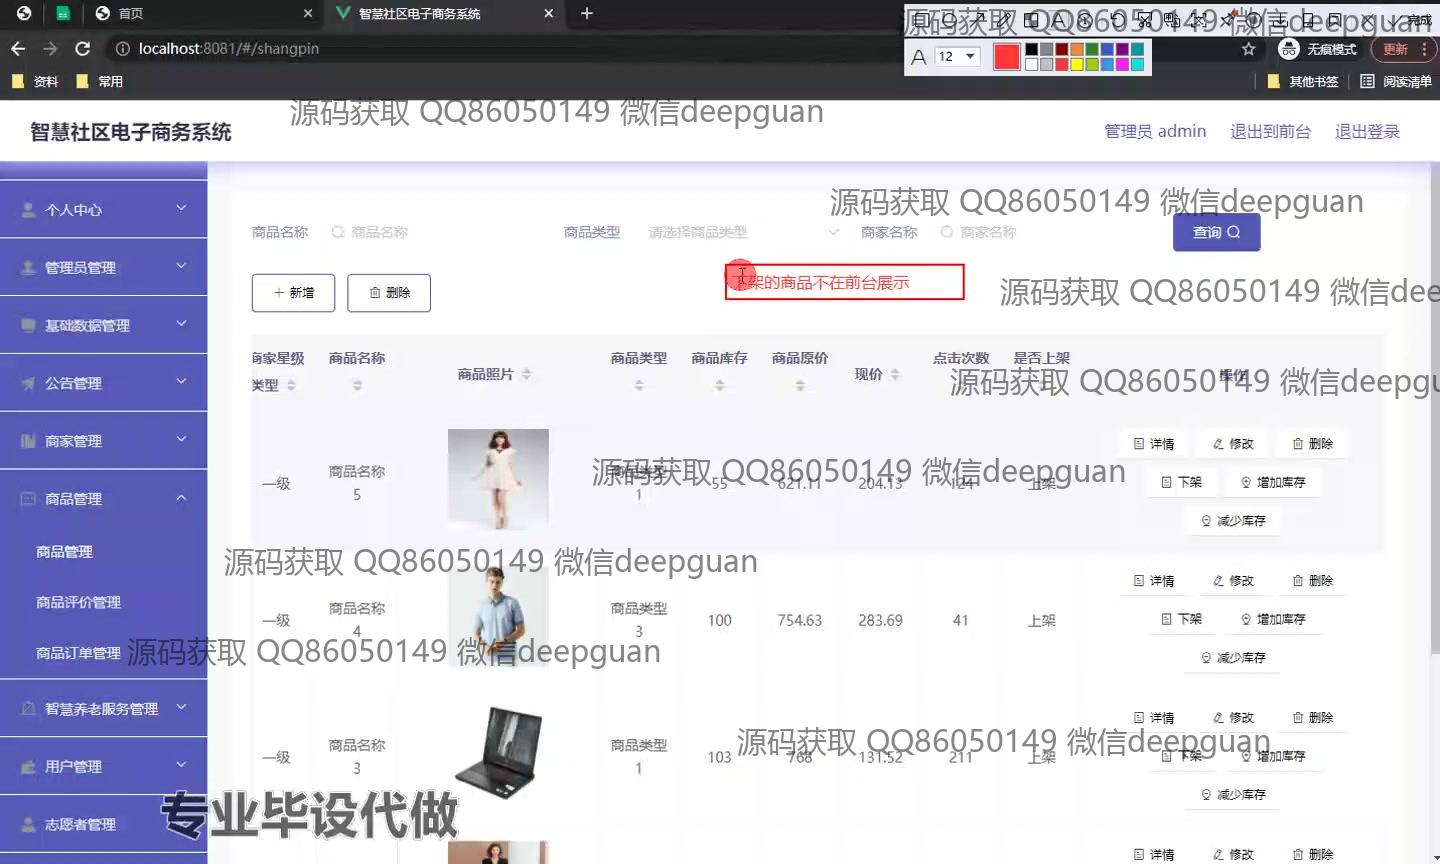 首页
智慧社区电子商务系统
完成
localhost:8081/#/shangpin
A 12
无痕模式
更新
资料
常用
其他书签
阅读清单
源码获取 QQ86050149 微信deepguan
源码获取 QQ86050149 微信deepguan
智慧社区电子商务系统
管理员 admin
退出到前台
退出登录
源码获取 QQ86050149 微信deepguan
个人中心
管理员管理
基础数据管理
公告管理
商家管理
商品管理
商品管理
商品评价管理
商品订单管理
智慧养老服务管理
用户管理
志愿者管理
商品名称 商品名称
商品类型 请选择商品类型
商家名称 商家名称
查询
新增
删除
架的商品不在前台展示
源码获取 QQ86050149 微信dee
商家星级类型 商品名称 商品照片 商品类型 商品库存 商品原价 现价 点击次数 是否上架 操作
源码获取 QQ86050149 微信deepgu
一级 商品名称5 商品类型1 55 621.11 204.13 124 上架
详情 修改 删除
下架 增加库存
减少库存
源码获取 QQ86050149 微信deepguan
源码获取 QQ86050149 微信deepguan
一级 商品名称4 商品类型3 100 754.63 283.69 41 上架
详情 修改 删除
下架 增加库存
减少库存
源码获取 QQ86050149 微信deepguan
一级 商品名称3 商品类型1 103 768 131.52 211 上架
详情 修改 删除
下架 增加库存
减少库存
源码获取 QQ86050149 微信deepguan
专业毕设代做
详情 修改 删除